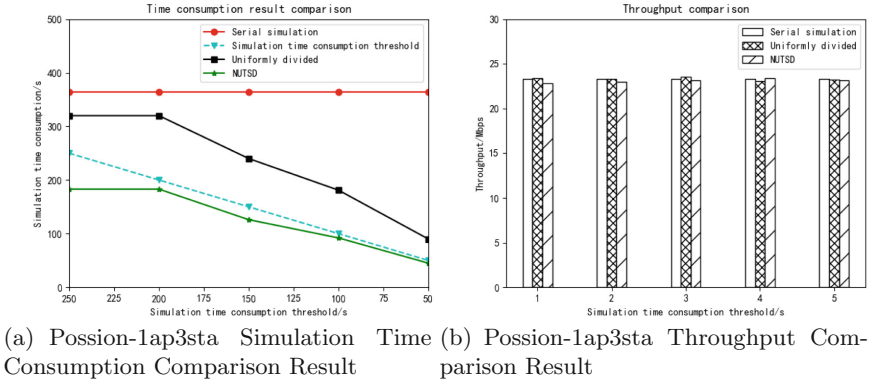 Time consumption result comparison
500
400
300
200
100
0
Simulation time consumption/s
Serial simulation
Simulation time consumption threshold
Uniformly divided
NUTSD
250 225 200 175 150 125 100 75 50
Simulation time consumption threshold/s
Throughput comparison
30
25
20
15
10
5
0
Throughput/Mbps
Serial simulation
Uniformly divided
NUTSD
1 2 3 4 5
Simulation time consumption threshold/s
(a) Possion-1ap3sta Simulation Time
Consumption Comparison Result
(b) Possion-1ap3sta Throughput Com-
parison Result